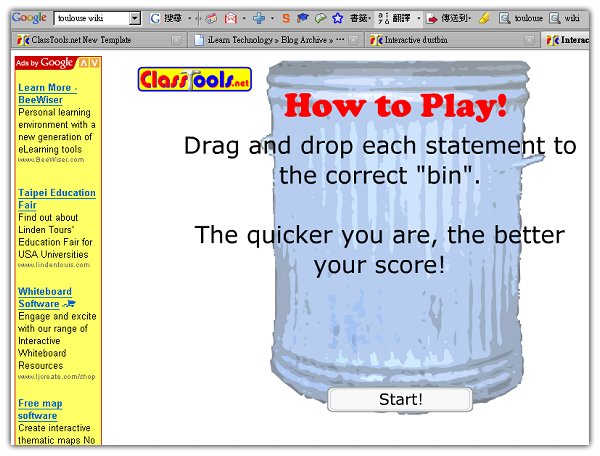 Google toulouse wiki 搜尋 書籤 翻譯 傳送到 toulouse wiki
ClassTools.net New Template iLearn Technology » Blog Archive » ... Interactive dustbin Interac
Ads by Google
Learn More -
BeeWiser
Personal learning
environment with a
new generation of
eLearning tools
www.BeeWiser.com
Taipei Education
Fair
Find out about
Linden Tours'
Education Fair for
USA Universities
www.lindentours.com
Whiteboard
Software
Engage and excite
with our range of
Interactive
Whiteboard
Resources
www.ljcreate.com/shop
Free map
software
Create interactive
thematic maps No
ClassTools.net
How to Play!
Drag and drop each statement to
the correct "bin".
The quicker you are, the better
your score!
Start!